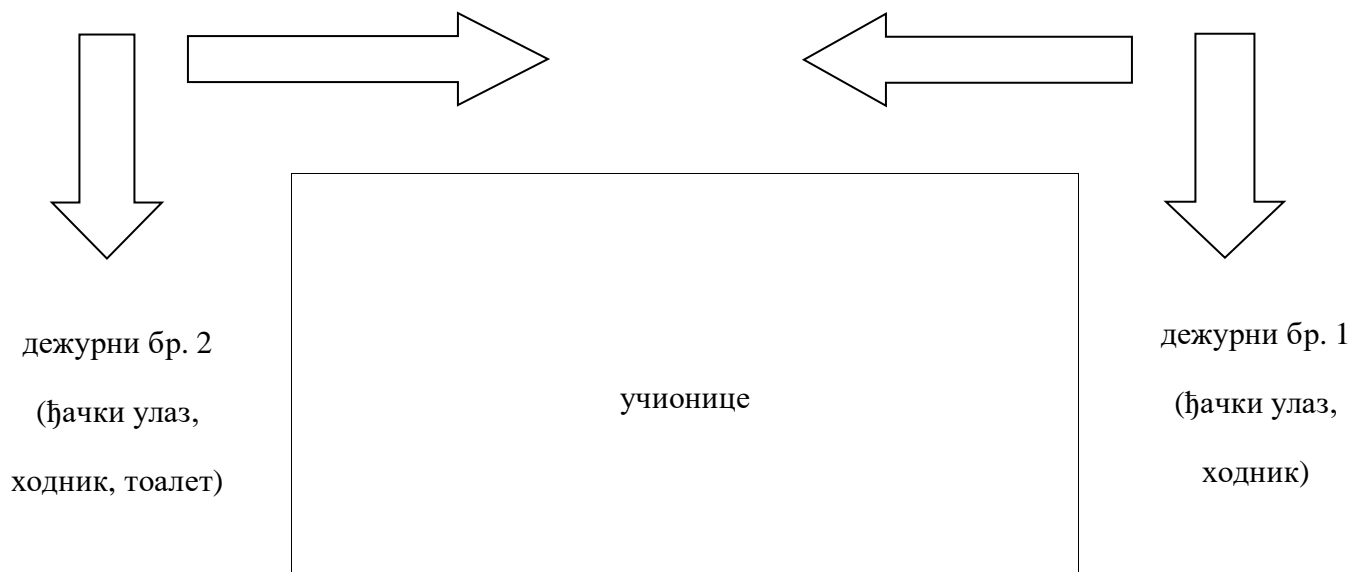 дежурни бр. 2
(ђачки улаз,
ходник, тоалет)
учионице
дежурни бр. 1
(ђачки улаз,
ходник)